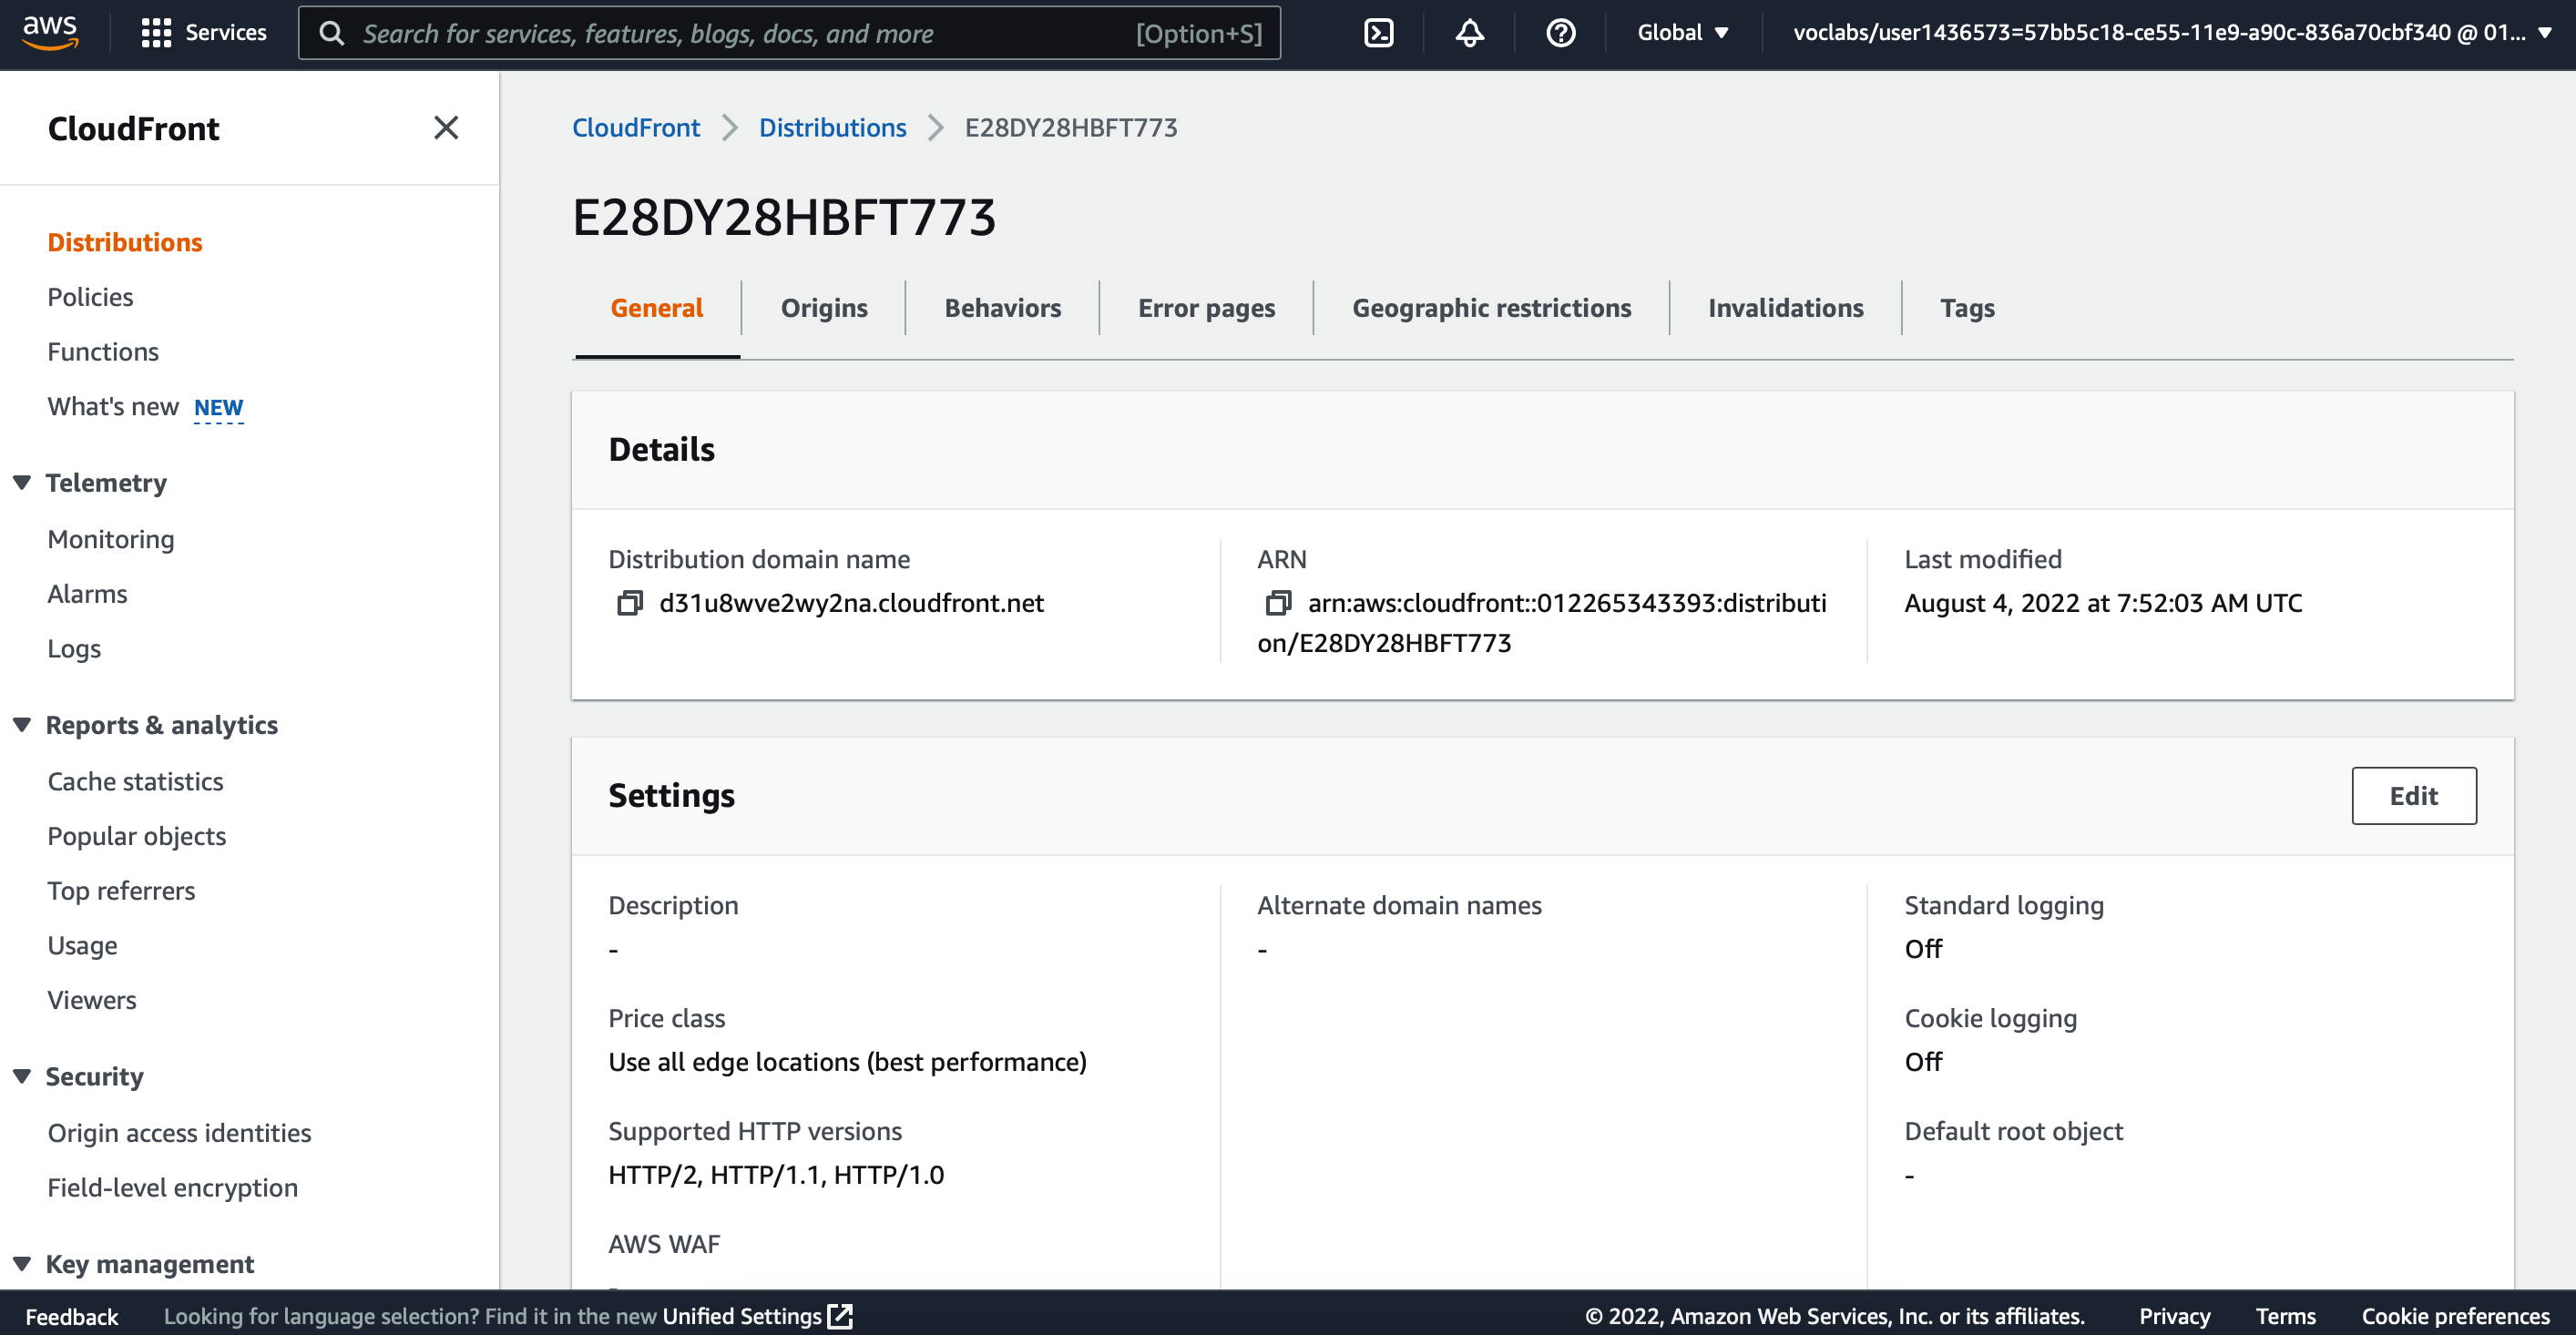 aws
Services
Search for services, features, blogs, docs, and more [Option+S]
Global
voclabs/user1436573=57bb5c18-ce55-11e9-a90c-836a70cbf340 @ 01...
CloudFront
Distributions
Policies
Functions
What's new NEW
Telemetry
Monitoring
Alarms
Logs
Reports & analytics
Cache statistics
Popular objects
Top referrers
Usage
Viewers
Security
Origin access identities
Field-level encryption
Key management
CloudFront
Distributions
E28DY28HBFT773
E28DY28HBFT773
General
Origins
Behaviors
Error pages
Geographic restrictions
Invalidations
Tags
Details
Distribution domain name
d31u8wve2wy2na.cloudfront.net
ARN
arn:aws:cloudfront::012265343393:distributi
on/E28DY28HBFT773
Last modified
August 4, 2022 at 7:52:03 AM UTC
Settings
Edit
Description
-
Price class
Use all edge locations (best performance)
Supported HTTP versions
HTTP/2, HTTP/1.1, HTTP/1.0
AWS WAF
Alternate domain names
-
Standard logging
Off
Cookie logging
Off
Default root object
-
Feedback
Looking for language selection? Find it in the new Unified Settings
© 2022, Amazon Web Services, Inc. or its affiliates.
Privacy
Terms
Cookie preferences